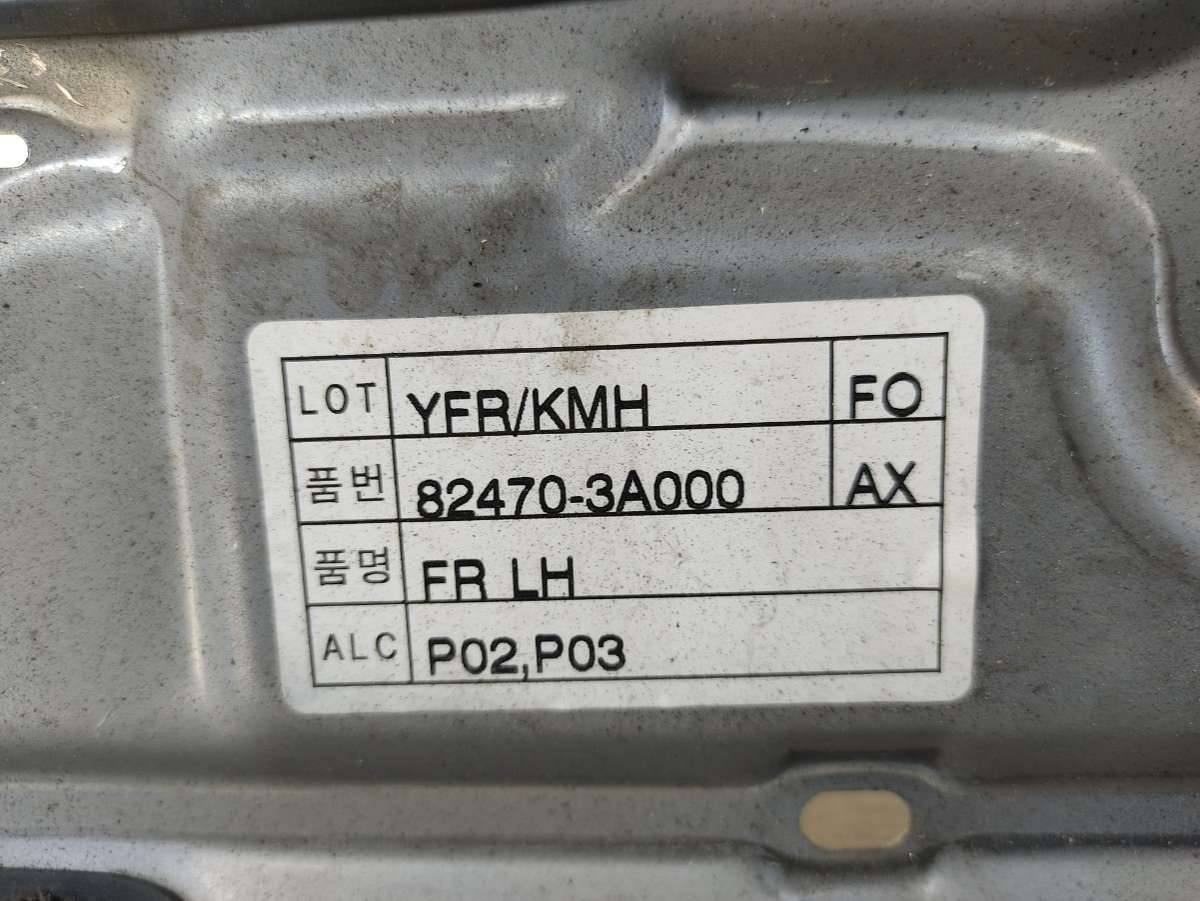 LOT YFR/KMH FO
품번 82470-3A000 AX
품명 FR LH
ALC P02,P03